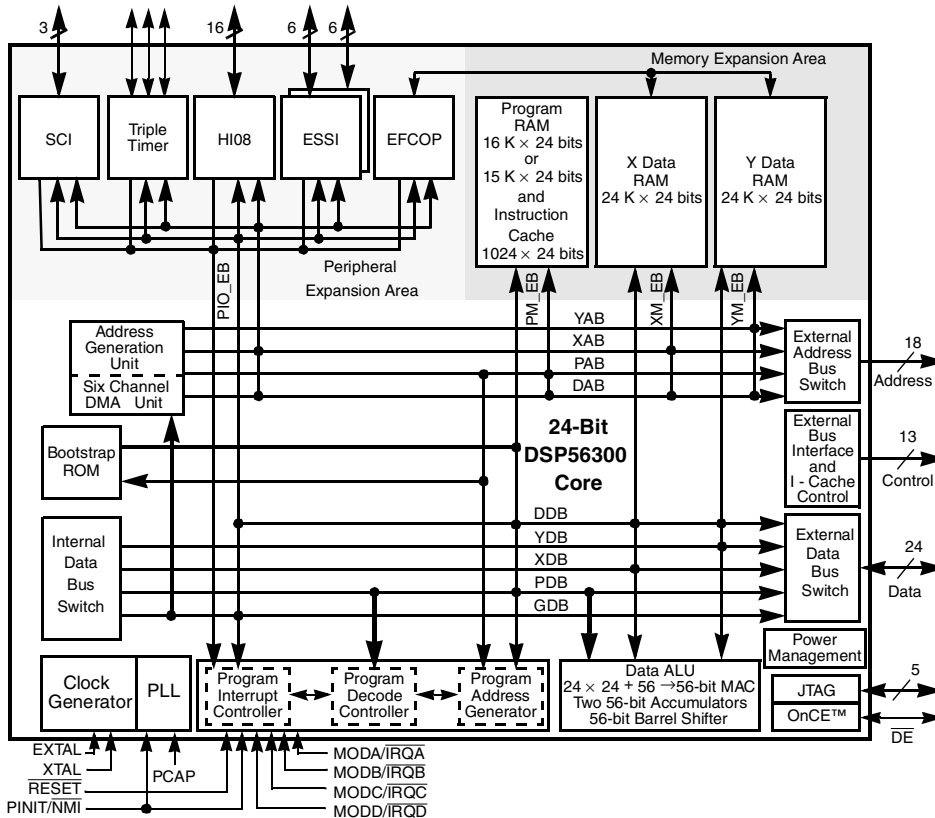 3
16
6
6
Memory Expansion Area
SCI
Triple
Timer
HI08
ESSI
EFCOP
Program
RAM
16 K × 24 bits
or
15 K × 24 bits
and
Instruction
Cache
1024 × 24 bits
X Data
RAM
24 K × 24 bits
Y Data
RAM
24 K × 24 bits
Peripheral
Expansion Area
PIO_EB
PM_EB
XM_EB
YM_EB
Address
Generation
Unit
Six Channel
DMA Unit
YAB
XAB
PAB
DAB
External
Address
Bus
Switch
18
Address
Bootstrap
ROM
24-Bit
DSP56300
Core
External
Bus
Interface
and
I - Cache
Control
13
Control
Internal
Data
Bus
Switch
DDB
YDB
XDB
PDB
GDB
External
Data
Bus
Switch
24
Data
Power
Management
Clock
Generator
PLL
Program
Interrupt
Controller
Program
Decode
Controller
Program
Address
Generator
Data ALU
24 × 24 + 56 →56-bit MAC
Two 56-bit Accumulators
56-bit Barrel Shifter
JTAG
OnCE™
5
DE
EXTAL
XTAL
RESET
PINIT/NMI
PCAP
MODA/IRQA
MODB/IRQB
MODC/IRQC
MODD/IRQD